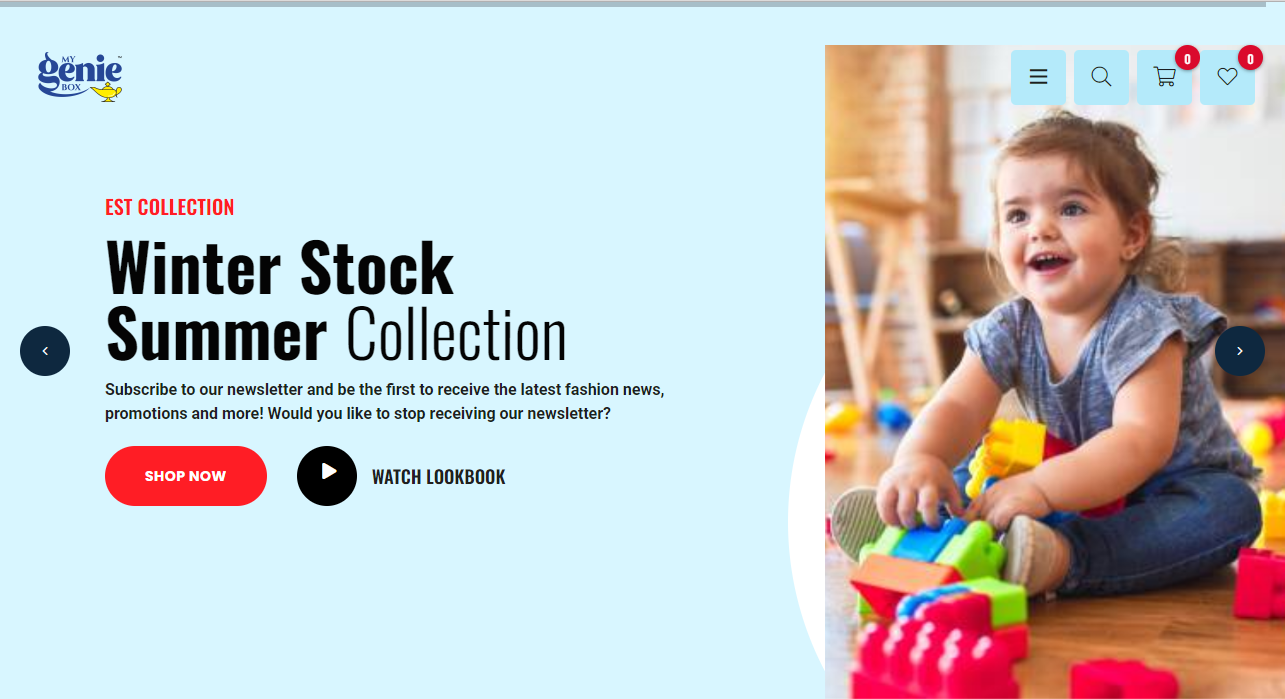 MY
genie
BOX
0
0
EST COLLECTION
Winter Stock
Summer Collection
Subscribe to our newsletter and be the first to receive the latest fashion news,
promotions and more! Would you like to stop receiving our newsletter?
SHOP NOW
WATCH LOOKBOOK